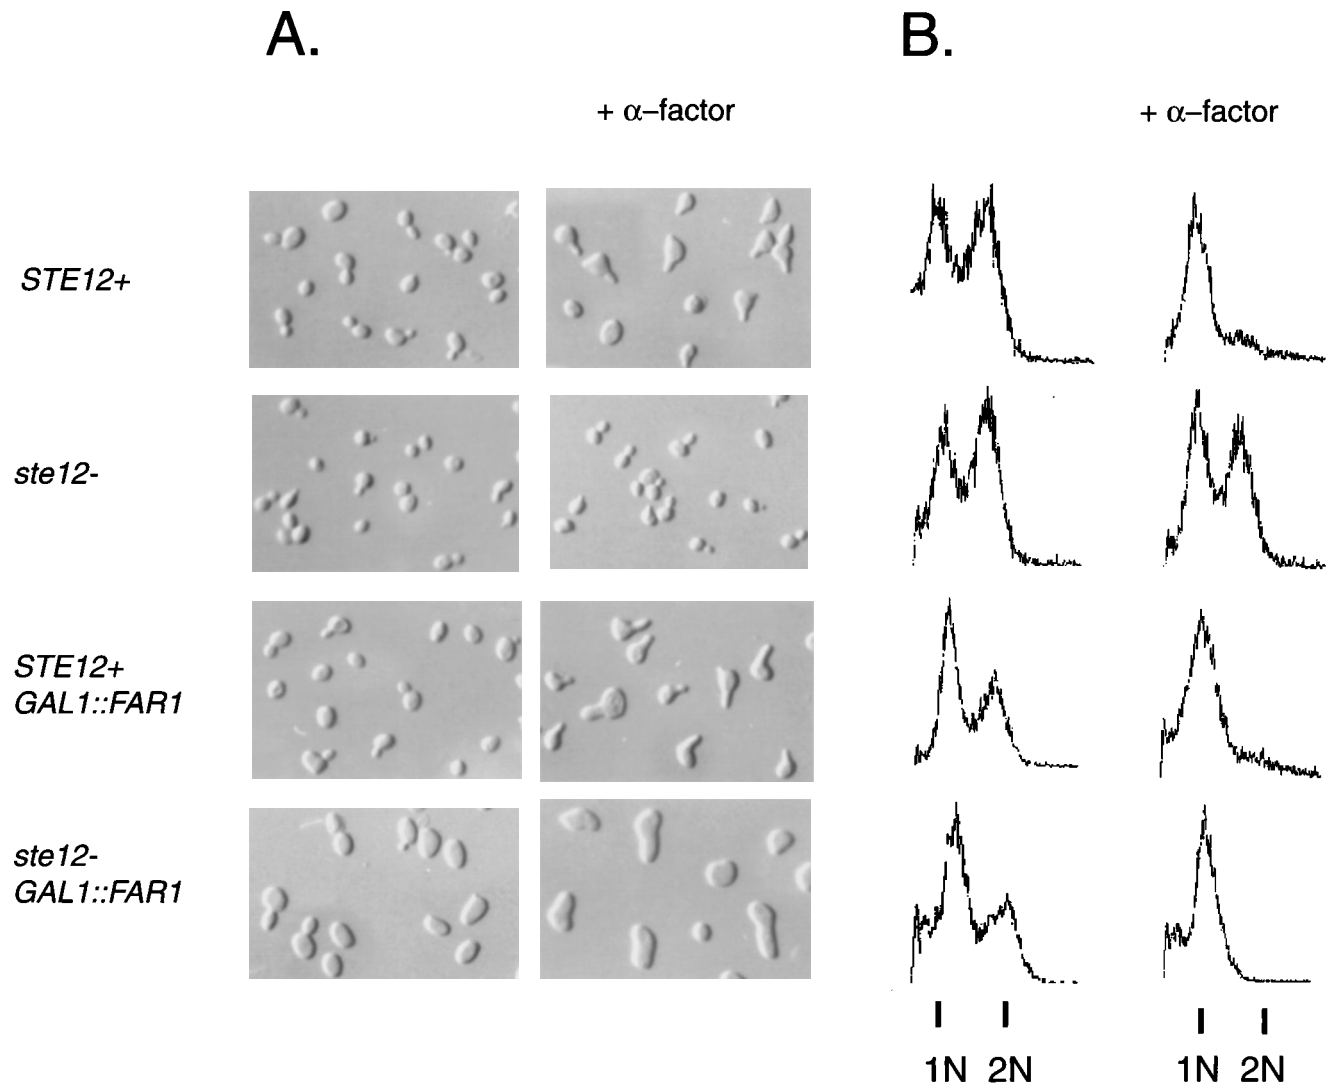 A.
B.
+ α–factor
+ α–factor
STE12+
ste12-
STE12+
GAL1::FAR1
ste12-
GAL1::FAR1
1N 2N
1N 2N